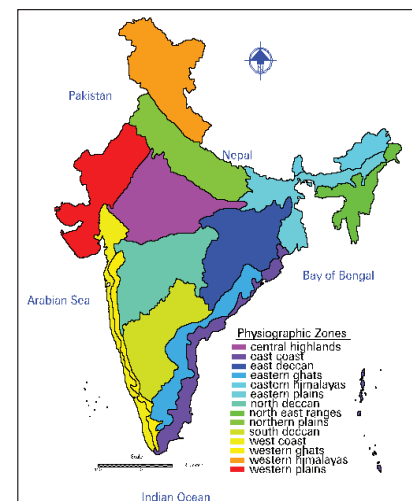 Pakistan
Nepal
Bay of Bongal
Arabian Sea
Physiographic Zones
central highlands
east coast
east deccan
eastern ghats
eastern himalayas
eastern plains
north deccan
north east ranges
northern plains
south deccan
west coast
western ghats
western himalayas
western plains
Scale
Indian Ocean